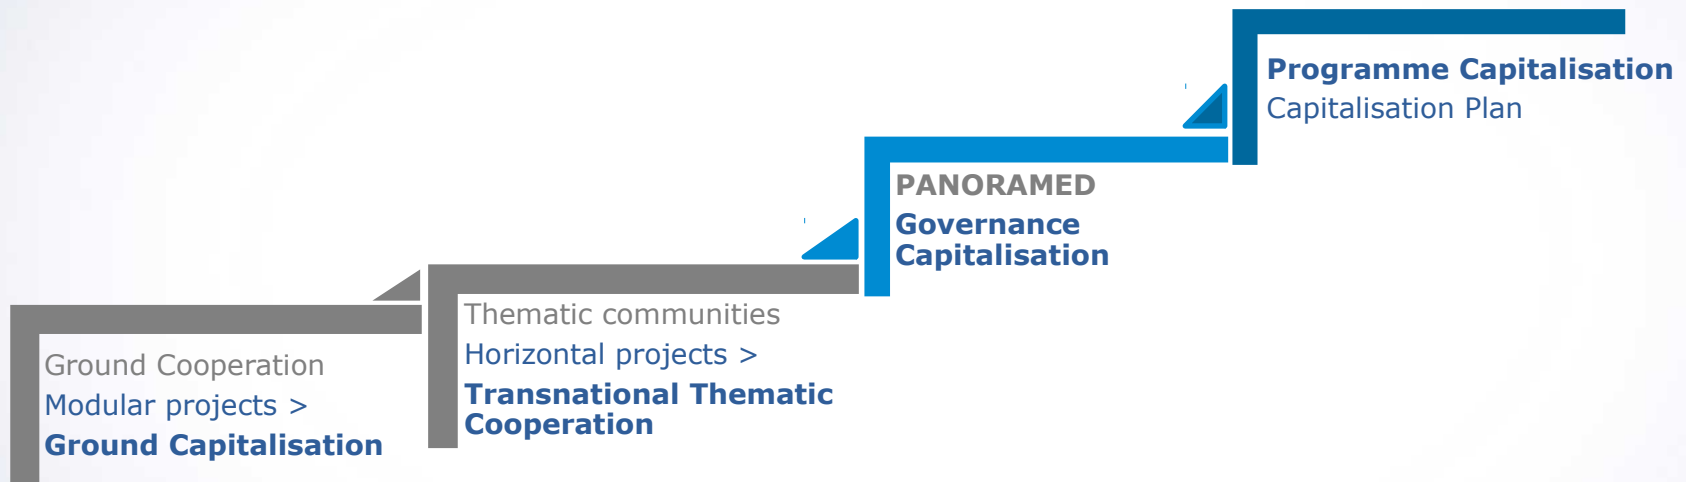 Programme Capitalisation
Capitalisation Plan
PANORAMED
Governance
Capitalisation
Thematic communities
Horizontal projects >
Transnational Thematic
Cooperation
Ground Cooperation
Modular projects >
Ground Capitalisation